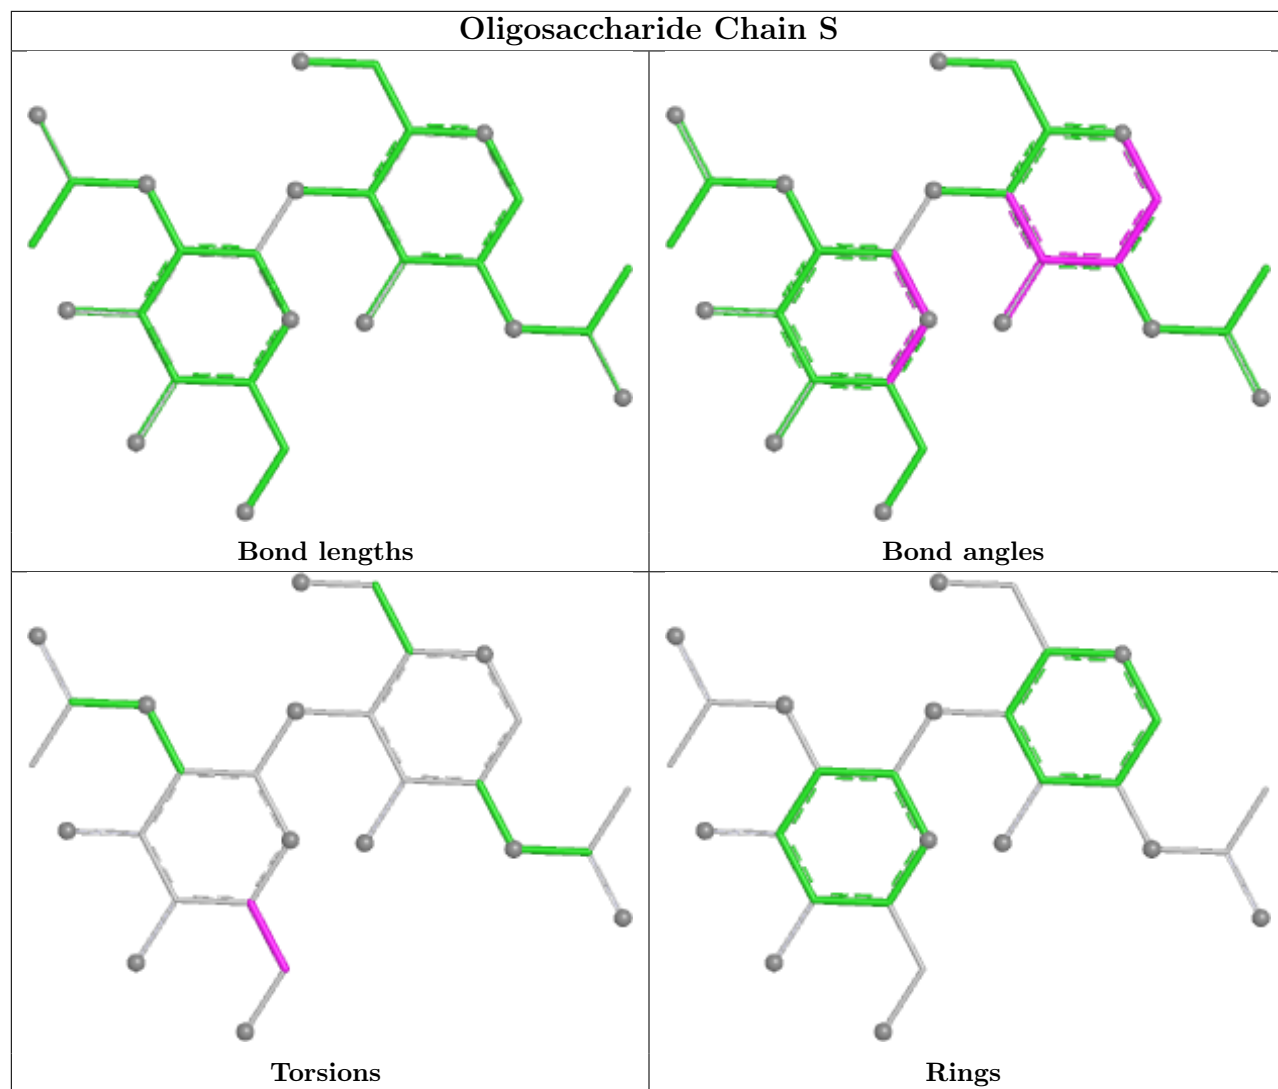 Oligosaccharide Chain S
Bond lengths
Bond angles
Torsions
Rings